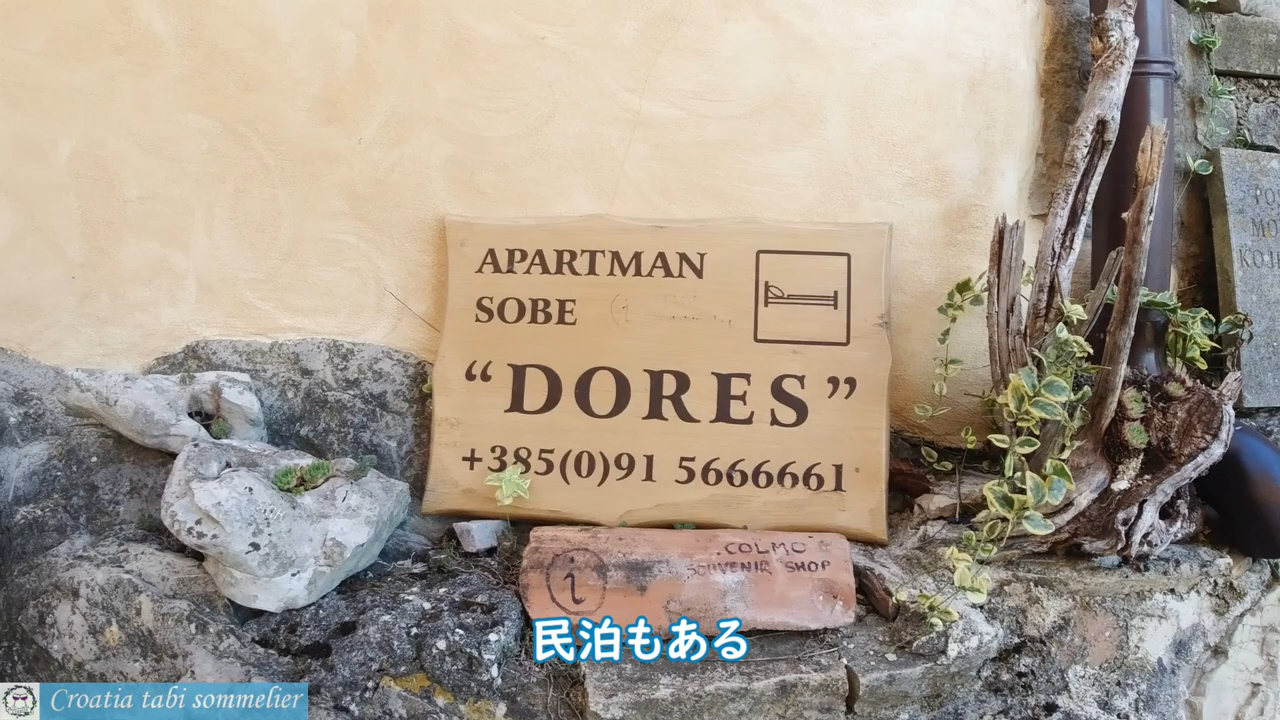 APARTMAN
SOBE
“DORES”
+385(0)91 5666661
COLMO
SOUVENIR SHOP
i
民泊もある
Croatia tabi sommelier